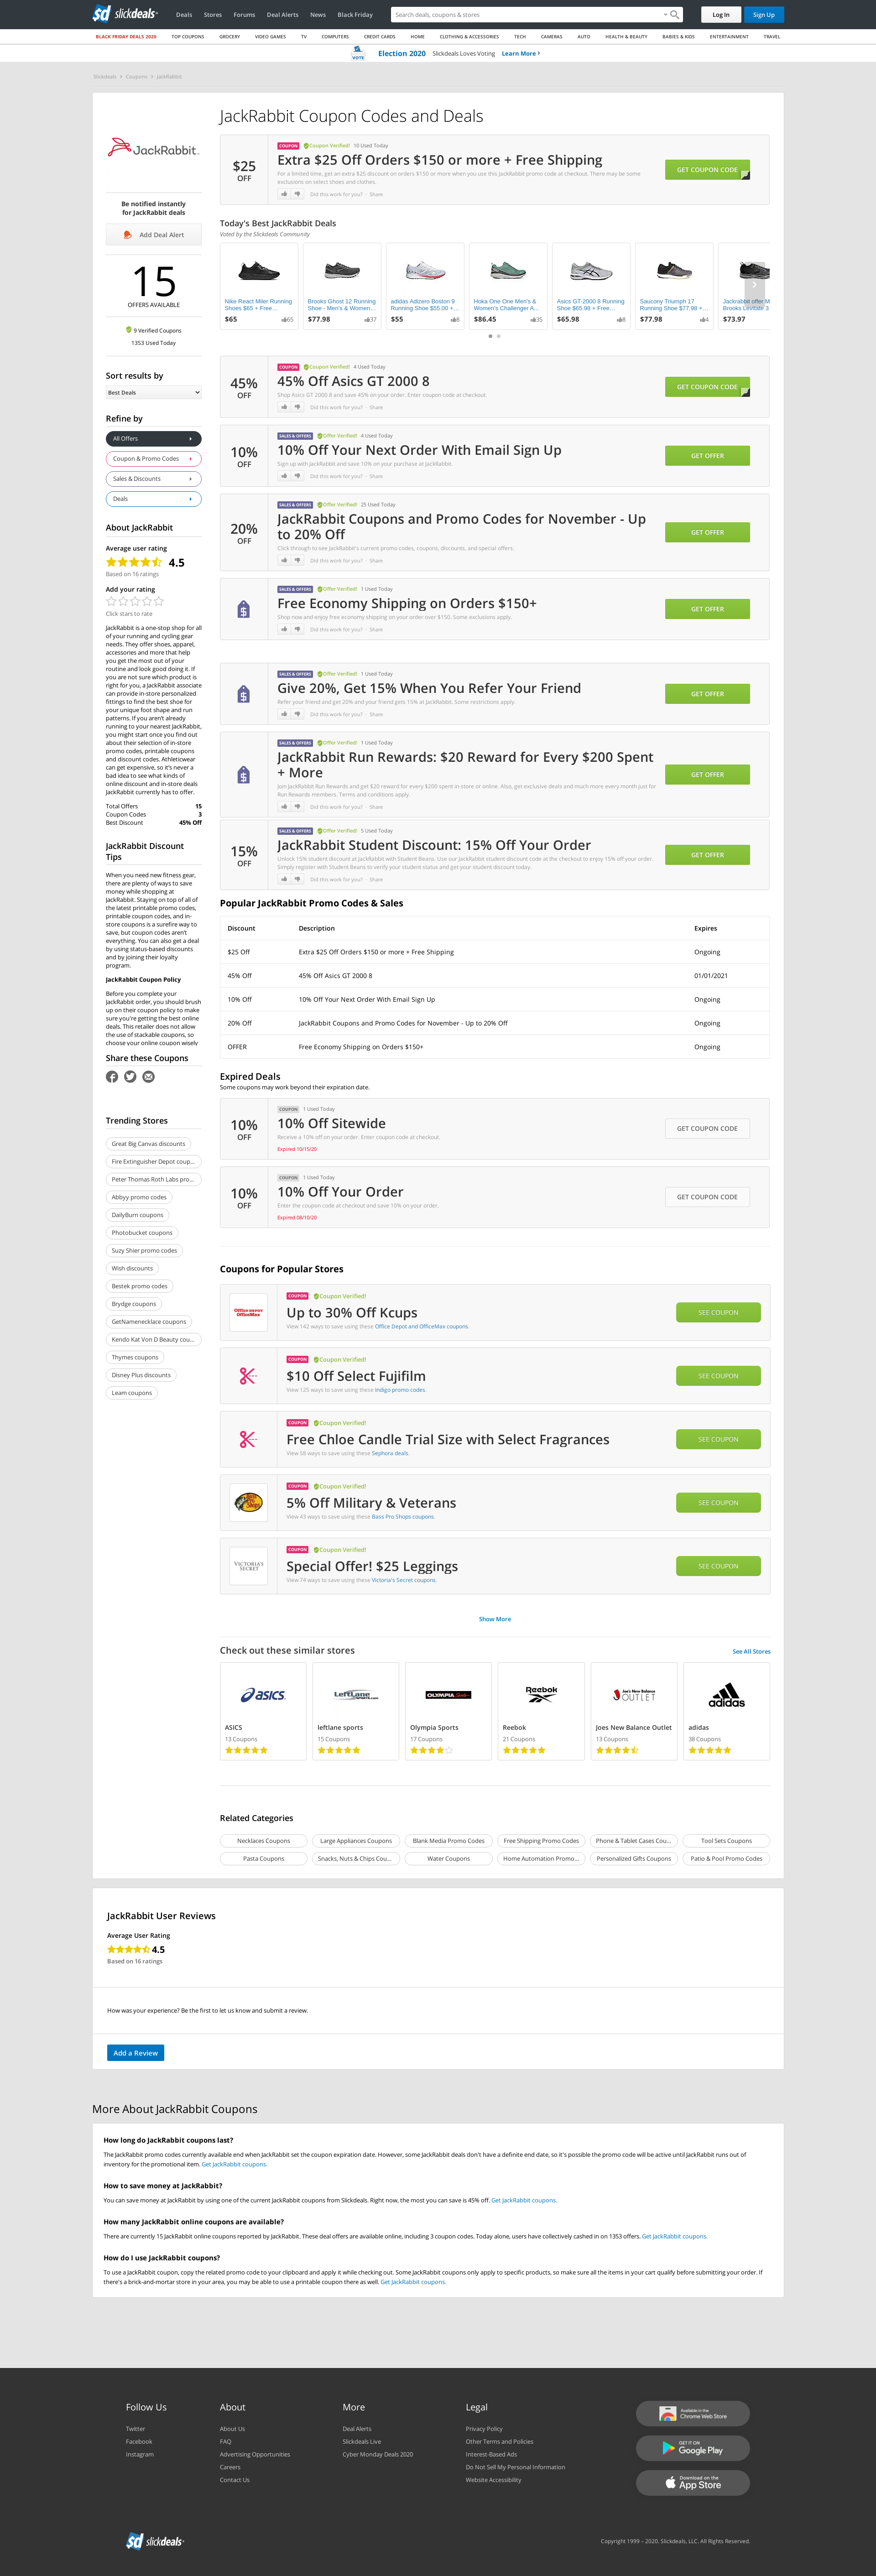 slickdeals
Deals Stores Forums Deal Alerts News Black Friday
Search deals, coupons & stores
Log In Sign Up
BLACK FRIDAY DEALS 2020 TOP COUPONS GROCERY VIDEO GAMES TV COMPUTERS CREDIT CARDS HOME CLOTHING & ACCESSORIES TECH CAMERAS AUTO HEALTH & BEAUTY BABIES & KIDS ENTERTAINMENT TRAVEL
VOTE Election 2020 Slickdeals Loves Voting Learn More
Slickdeals Coupons JackRabbit
JackRabbit
Be notified instantly
for JackRabbit deals
Add Deal Alert
15
OFFERS AVAILABLE
9 Verified Coupons
1353 Used Today
Sort results by
Best Deals
Refine by
All Offers
Coupon & Promo Codes
Sales & Discounts
Deals
About JackRabbit
Average user rating
4.5
Based on 16 ratings
Add your rating
Click stars to rate
JackRabbit is a one-stop shop for all
of your running and cycling gear
needs. They offer shoes, apparel,
accessories and more that help
you get the most out of your
routine and look good doing it. If
you are not sure which product is
right for you, a JackRabbit associate
can provide in-store personalized
fittings to find the best shoe for
your unique foot shape and run
patterns. If you aren't already
running to your nearest JackRabbit,
you might start once you find out
about their selection of in-store
promo codes, printable coupons
and discount codes. Athleticwear
can get expensive, so it's never a
bad idea to see what kinds of
online discount and in-store deals
JackRabbit currently has to offer.
Total Offers 15
Coupon Codes 3
Best Discount 45% Off
JackRabbit Discount
Tips
When you need new fitness gear,
there are plenty of ways to save
money while shopping at
JackRabbit. Staying on top of all of
the latest printable promo codes,
printable coupon codes, and in-
store coupons is a surefire way to
save, but coupon codes aren't
everything. You can also get a deal
by using status-based discounts
and by joining their loyalty
program.
JackRabbit Coupon Policy
Before you complete your
JackRabbit order, you should brush
up on their coupon policy to make
sure you're getting the best online
deals. This retailer does not allow
the use of stackable coupons, so
choose your online coupon wisely
Share these Coupons
Trending Stores
Great Big Canvas discounts
Fire Extinguisher Depot coup...
Peter Thomas Roth Labs pro...
Abbyy promo codes
DailyBurn coupons
Photobucket coupons
Suzy Shier promo codes
Wish discounts
Bestek promo codes
Brydge coupons
GetNamenecklace coupons
Kendo Kat Von D Beauty cou...
Thymes coupons
Disney Plus discounts
Leam coupons
JackRabbit Coupon Codes and Deals
$25
OFF
COUPON Coupon Verified! 10 Used Today
Extra $25 Off Orders $150 or more + Free Shipping
For a limited time, get an extra $25 discount on orders $150 or more when you use this JackRabbit promo code at checkout. There may be some
exclusions on select shoes and clothes.
Did this work for you? · Share
GET COUPON CODE
Today's Best JackRabbit Deals
Voted by the Slickdeals Community
Nike React Miler Running
Shoes $65 + Free...
$65 65
Brooks Ghost 12 Running
Shoe - Men's & Women...
$77.98 37
adidas Adizero Boston 9
Running Shoe $55.00 +...
$55 8
Hoka One One Men's &
Women's Challenger A...
$86.45 35
Asics GT-2000 8 Running
Shoe $65.98 + Free...
$65.98 8
Saucony Triumph 17
Running Shoe $77.98 +...
$77.98 4
Jackrabbit offer M
Brooks Levitate 3
$73.97
45%
OFF
COUPON Coupon Verified! 4 Used Today
45% Off Asics GT 2000 8
Shop Asics GT 2000 8 and save 45% on your order. Enter coupon code at checkout.
Did this work for you? · Share
GET COUPON CODE
10%
OFF
SALES & OFFERS Offer Verified! 4 Used Today
10% Off Your Next Order With Email Sign Up
Sign up with JackRabbit and save 10% on your purchase at JackRabbit.
Did this work for you? · Share
GET OFFER
20%
OFF
SALES & OFFERS Offer Verified! 25 Used Today
JackRabbit Coupons and Promo Codes for November - Up
to 20% Off
Click through to see JackRabbit's current promo codes, coupons, discounts, and special offers.
Did this work for you? · Share
GET OFFER
SALES & OFFERS Offer Verified! 1 Used Today
Free Economy Shipping on Orders $150+
Shop now and enjoy free economy shipping on your order over $150. Some exclusions apply.
Did this work for you? · Share
GET OFFER
SALES & OFFERS Offer Verified! 1 Used Today
Give 20%, Get 15% When You Refer Your Friend
Refer your friend and get 20% and your friend gets 15% at JackRabbit. Some restrictions apply.
Did this work for you? · Share
GET OFFER
SALES & OFFERS Offer Verified! 1 Used Today
JackRabbit Run Rewards: $20 Reward for Every $200 Spent
+ More
Join JackRabbit Run Rewards and get $20 reward for every $200 spent in-store or online. Also, get exclusive deals and much more every month just for
Run Rewards members. Terms and conditions apply.
Did this work for you? · Share
GET OFFER
15%
OFF
SALES & OFFERS Offer Verified! 5 Used Today
JackRabbit Student Discount: 15% Off Your Order
Unlock 15% student discount at JackRabbit with Student Beans. Use our JackRabbit student discount code at the checkout to enjoy 15% off your order.
Simply register with Student Beans to verify your student status and get your student discount today.
Did this work for you? · Share
GET OFFER
Popular JackRabbit Promo Codes & Sales
Discount Description Expires
$25 Off Extra $25 Off Orders $150 or more + Free Shipping Ongoing
45% Off 45% Off Asics GT 2000 8 01/01/2021
10% Off 10% Off Your Next Order With Email Sign Up Ongoing
20% Off JackRabbit Coupons and Promo Codes for November - Up to 20% Off Ongoing
OFFER Free Economy Shipping on Orders $150+ Ongoing
Expired Deals
Some coupons may work beyond their expiration date.
10%
OFF
COUPON 1 Used Today
10% Off Sitewide
Receive a 10% off on your order. Enter coupon code at checkout.
Expired 10/15/20
GET COUPON CODE
10%
OFF
COUPON 1 Used Today
10% Off Your Order
Enter the coupon code at checkout and save 10% on your order.
Expired 08/10/20
GET COUPON CODE
Coupons for Popular Stores
Office DEPOT OfficeMax
COUPON Coupon Verified!
Up to 30% Off Kcups
View 142 ways to save using these Office Depot and OfficeMax coupons.
SEE COUPON
COUPON Coupon Verified!
$10 Off Select Fujifilm
View 125 ways to save using these Indigo promo codes.
SEE COUPON
COUPON Coupon Verified!
Free Chloe Candle Trial Size with Select Fragrances
View 58 ways to save using these Sephora deals.
SEE COUPON
Bass Pro Shops
COUPON Coupon Verified!
5% Off Military & Veterans
View 43 ways to save using these Bass Pro Shops coupons.
SEE COUPON
VICTORIA'S SECRET
COUPON Coupon Verified!
Special Offer! $25 Leggings
View 74 ways to save using these Victoria's Secret coupons.
SEE COUPON
Show More
Check out these similar stores See All Stores
asics
ASICS
13 Coupons
LEFTLANE SPORTS.COM
leftlane sports
15 Coupons
OLYMPIA
Olympia Sports
17 Coupons
Reebok
Reebok
21 Coupons
Joe's New Balance OUTLET
Joes New Balance Outlet
13 Coupons
adidas
adidas
38 Coupons
Related Categories
Necklaces Coupons Large Appliances Coupons Blank Media Promo Codes Free Shipping Promo Codes Phone & Tablet Cases Cou... Tool Sets Coupons
Pasta Coupons Snacks, Nuts & Chips Cou... Water Coupons Home Automation Promo... Personalized Gifts Coupons Patio & Pool Promo Codes
JackRabbit User Reviews
Average User Rating
4.5
Based on 16 ratings
How was your experience? Be the first to let us know and submit a review.
Add a Review
More About JackRabbit Coupons
How long do JackRabbit coupons last?
The JackRabbit promo codes currently available end when JackRabbit set the coupon expiration date. However, some JackRabbit deals don't have a definite end date, so it's possible the promo code will be active until JackRabbit runs out of
inventory for the promotional item. Get JackRabbit coupons.
How to save money at JackRabbit?
You can save money at JackRabbit by using one of the current JackRabbit coupons from Slickdeals. Right now, the most you can save is 45% off. Get JackRabbit coupons.
How many JackRabbit online coupons are available?
There are currently 15 JackRabbit online coupons reported by JackRabbit. These deal offers are available online, including 3 coupon codes. Today alone, users have collectively cashed in on 1353 offers. Get JackRabbit coupons.
How do I use JackRabbit coupons?
To use a JackRabbit coupon, copy the related promo code to your clipboard and apply it while checking out. Some JackRabbit coupons only apply to specific products, so make sure all the items in your cart qualify before submitting your order. If
there's a brick-and-mortar store in your area, you may be able to use a printable coupon there as well. Get JackRabbit coupons.
Follow Us
Twitter
Facebook
Instagram
About
About Us
FAQ
Advertising Opportunities
Careers
Contact Us
More
Deal Alerts
Slickdeals Live
Cyber Monday Deals 2020
Legal
Privacy Policy
Other Terms and Policies
Interest-Based Ads
Do Not Sell My Personal Information
Website Accessibility
Available in the
Chrome Web Store
GET IT ON
Google Play
Download on the
App Store
slickdeals
Copyright 1999 - 2020. Slickdeals, LLC. All Rights Reserved.